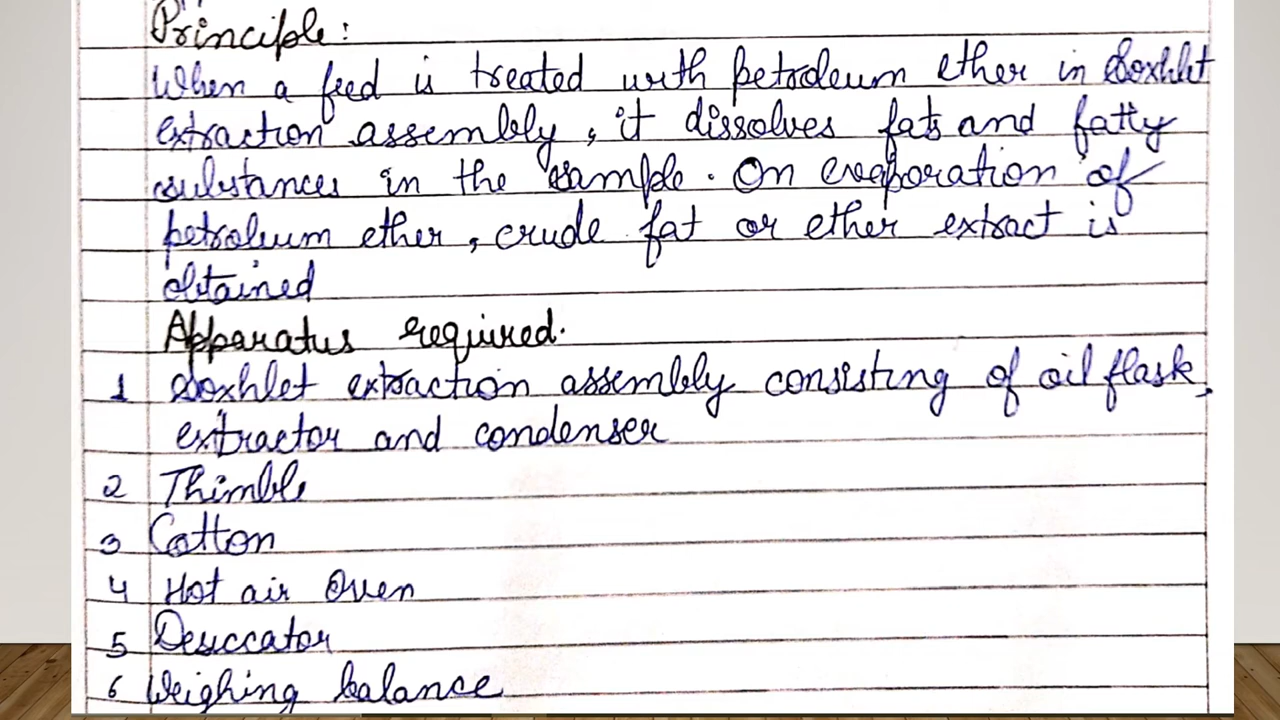 Principle:
When a feed is treated with petroleum ether in Soxhlet
extraction assembly, it dissolves fats and fatty
substances in the sample. On evaporation of
petroleum ether, crude fat or ether extract is
obtained
Apparatus required.
1 Soxhlet extraction assembly consisting of oil flask,
extractor and condenser
2 Thimble
3 Cotton
4 Hot air Oven
5 Desiccator
6 Weighing balance